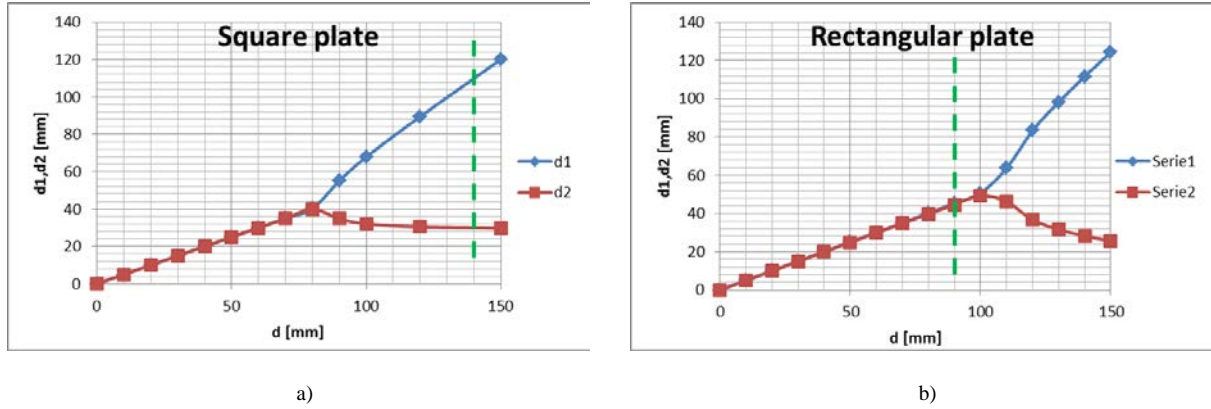 Square plate
140
120
100
80
60
40
20
0
d1,d2 [mm]
0 50 100 150
d [mm]
d1
d2
a)
Rectangular plate
140
120
100
80
60
40
20
0
d1,d2 [mm]
0 50 100 150
d [mm]
Serie1
Serie2
b)